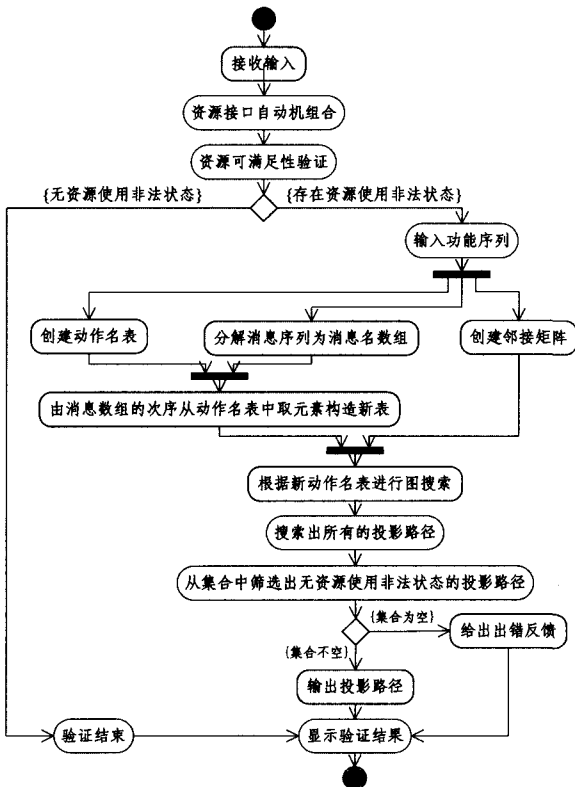 接收输入
资源接口自动机组合
资源可满足性验证
{无资源使用非法状态}
{存在资源使用非法状态}
输入功能序列
创建动作名表
分解消息序列为消息名数组
创建邻接矩阵
由消息数组的次序从动作名表中取元素构造新表
根据新动作名表进行图搜索
搜索出所有的投影路径
从集合中筛选出无资源使用非法状态的投影路径
{集合为空}
给出出错反馈
{集合不空}
输出投影路径
验证结束
显示验证结果